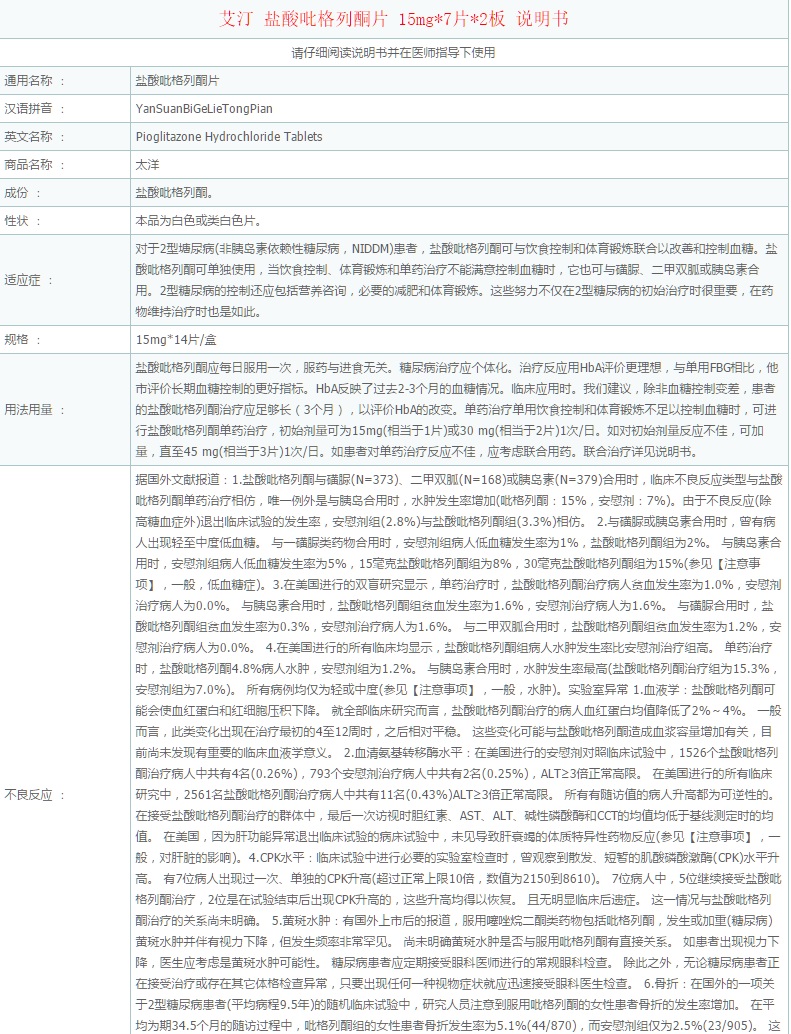 艾汀 盐酸吡格列酮片 15mg*7片*2板 说明书
请仔细阅读说明书并在医师指导下使用
通用名称 ： 盐酸吡格列酮片
汉语拼音 ： YanSuanBiGeLieTongPian
英文名称 ： Pioglitazone Hydrochloride Tablets
商品名称 ： 太洋
成份 ： 盐酸吡格列酮。
性状 ： 本品为白色或类白色片。
适应症 ：
对于2型塘尿病(非胰岛素依赖性糖尿病，NIDDM)患者，盐酸吡格列酮可与饮食控制和体育锻炼联合以改善和控制血糖。盐
酸吡格列酮可单独使用，当饮食控制、体育锻炼和单药治疗不能满意控制血糖时，它也可与磺脲、二甲双胍或胰岛素合
用。2型糖尿病的控制还应包括营养咨询，必要的减肥和体育锻炼。这些努力不仅在2型糖尿病的初始治疗时很重要，在药
物维持治疗时也是如此。
规格 ： 15mg*14片/盒
用法用量 ：
盐酸吡格列酮应每日服用一次，服药与进食无关。糖尿病治疗应个体化。治疗反应用HbA评价更理想，与单用FBG相比，他
市评价长期血糖控制的更好指标。HbA反映了过去2-3个月的血糖情况。临床应用时。我们建议，除非血糖控制变差，患者
的盐酸吡格列酮治疗应足够长（3个月），以评价HbA的改变。单药治疗单用饮食控制和体育锻炼不足以控制血糖时，可进
行盐酸吡格列酮单药治疗，初始剂量可为15mg(相当于1片)或30 mg(相当于2片)1次/日。如对初始剂量反应不佳，可加
量，直至45 mg(相当于3片)1次/日。如患者对单药治疗反应不佳，应考虑联合用药。联合治疗详见说明书。
不良反应 ：
据国外文献报道：1.盐酸吡格列酮与磺脲(N=373)、二甲双胍(N=168)或胰岛素(N=379)合用时，临床不良反应类型与盐酸
吡格列酮单药治疗相仿，唯一例外是与胰岛合用时，水肿发生率增加(吡格列酮：15%，安慰剂：7%)。由于不良反应(除
高糖血症外)退出临床试验的发生率，安慰剂组(2.8%)与盐酸吡格列酮组(3.3%)相仿。 2.与磺脲或胰岛素合用时，曾有病
人出现轻至中度低血糖。 与一磺脲类药物合用时，安慰剂组病人低血糖发生率为1%，盐酸吡格列酮组为2%。 与胰岛素合
用时，安慰剂组病人低血糖发生率为5%，15毫克盐酸吡格列酮组为8%，30毫克盐酸吡格列酮组为15%(参见【注意事
项】，一般，低血糖症)。3.在美国进行的双盲研究显示，单药治疗时，盐酸吡格列酮治疗病人贫血发生率为1.0%，安慰剂
治疗病人为0.0%。 与胰岛素合用时，盐酸吡格列酮组贫血发生率为1.6%，安慰剂治疗病人为1.6%。 与磺脲合用时，盐
酸吡格列酮组贫血发生率为0.3%，安慰剂治疗病人为1.6%。 与二甲双胍合用时，盐酸吡格列酮组贫血发生率为1.2%，安
慰剂治疗病人为0.0%。 4.在美国进行的所有临床均显示，盐酸吡格列酮组病人水肿发生率比安慰剂治疗组高。 单药治疗
时，盐酸吡格列酮4.8%病人水肿，安慰剂组为1.2%。 与胰岛素合用时，水肿发生率最高(盐酸吡格列酮治疗组为15.3%，
安慰剂组为7.0%)。 所有病例均仅为轻或中度(参见【注意事项】，一般，水肿)。实验室异常 1.血液学：盐酸吡格列酮可
能会使血红蛋白和红细胞压积下降。 就全部临床研究而言，盐酸吡格列酮治疗的病人血红蛋白均值降低了2%～4%。 一般
而言，此类变化出现在治疗最初的4至12周时，之后相对平稳。 这些变化可能与盐酸吡格列酮造成血浆容量增加有关，目
前尚未发现有重要的临床血液学意义。 2.血清氨基转移酶水平：在美国进行的安慰剂对照临床试验中，1526个盐酸吡格列
酮治疗病人中共有4名(0.26%)，793个安慰剂治疗病人中共有2名(0.25%)，ALT≥3倍正常高限。 在美国进行的所有临床
研究中，2561名盐酸吡格列酮治疗病人中共有11名(0.43%)ALT≥3倍正常高限。 所有有随访值的病人升高都为可逆性的。
在接受盐酸吡格列酮治疗的群体中，最后一次访视时胆红素、AST、ALT、碱性磷酸酶和CCT的均值均低于基线测定时的均
值。 在美国，因为肝功能异常退出临床试验的病床试验中，未见导致肝衰竭的体质特异性药物反应(参见【注意事项】，一
般，对肝脏的影响)。4.CPK水平：临床试验中进行必要的实验室检查时，曾观察到散发、短暂的肌酸磷酸激酶(CPK)水平升
高。 有7位病人出现过一次、单独的CPK升高(超过正常上限10倍，数值为2150到8610)。 7位病人中，5位继续接受盐酸吡
格列酮治疗，2位是在试验结束后出现CPK升高的，这些升高均得以恢复。 且无明显临床后遗症。 这一情况与盐酸吡格列
酮治疗的关系尚未明确。 5.黄斑水肿：有国外上市后的报道，服用噻唑烷二酮类药物包括吡格列酮，发生或加重(糖尿病)
黄斑水肿并伴有视力下降，但发生频率非常罕见。 尚未明确黄斑水肿是否与服用吡格列酮有直接关系。 如患者出现视力下
降，医生应考虑是黄斑水肿可能性。 糖尿病患者应定期接受眼科医师进行的常规眼科检查。 除此之外，无论糖尿病患者正
在接受治疗或存在其它体格检查异常，只要出现任何一种视物症状就应迅速接受眼科医生检查。 6.骨折：在国外的一项关
于2型糖尿病患者(平均病程9.5年)的随机临床试验中，研究人员注意到服用吡格列酮的女性患者骨折的发生率增加。 在平
均为期34.5个月的随访过程中，吡格列酮组的女性患者骨折发生率为5.1%(44/870)，而安慰剂组仅为2.5%(23/905)。 这